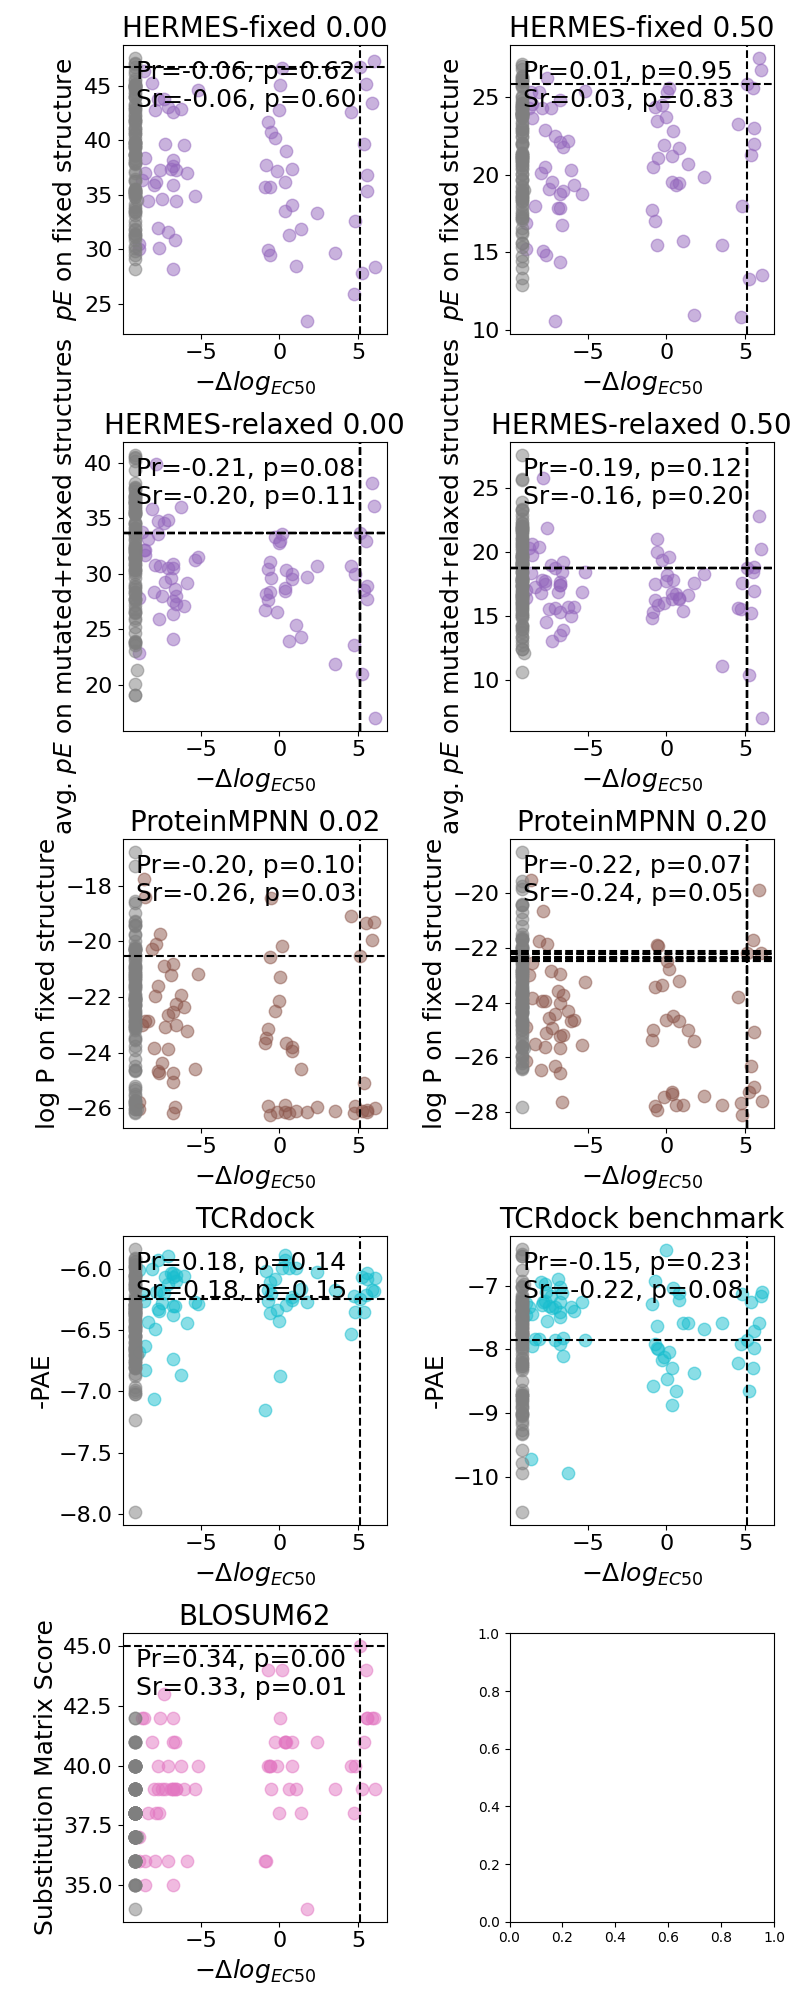 HERMES-fixed 0.00
Pr=-0.06, p=0.62
Sr=-0.06, p=0.60
pE on fixed structure
45
40
35
30
25
−5 0 5
−Δlog_EC50
HERMES-fixed 0.50
Pr=0.01, p=0.95
Sr=0.03, p=0.83
pE on fixed structure
25
20
15
10
−5 0 5
−Δlog_EC50
HERMES-relaxed 0.00
Pr=-0.21, p=0.08
Sr=-0.20, p=0.11
avg. pE on mutated+relaxed structures
40
35
30
25
20
−5 0 5
−Δlog_EC50
HERMES-relaxed 0.50
Pr=-0.19, p=0.12
Sr=-0.16, p=0.20
avg. pE on mutated+relaxed structures
25
20
15
10
−5 0 5
−Δlog_EC50
ProteinMPNN 0.02
Pr=-0.20, p=0.10
Sr=-0.26, p=0.03
log P on fixed structure
−18
−20
−22
−24
−26
−5 0 5
−Δlog_EC50
ProteinMPNN 0.20
Pr=-0.22, p=0.07
Sr=-0.24, p=0.05
log P on fixed structure
−20
−22
−24
−26
−28
−5 0 5
−Δlog_EC50
TCRdock
Pr=0.18, p=0.14
Sr=0.18, p=0.15
-PAE
−6.0
−6.5
−7.0
−7.5
−8.0
−5 0 5
−Δlog_EC50
TCRdock benchmark
Pr=-0.15, p=0.23
Sr=-0.22, p=0.08
-PAE
−7
−8
−9
−10
−5 0 5
−Δlog_EC50
BLOSUM62
Pr=0.34, p=0.00
Sr=0.33, p=0.01
Substitution Matrix Score
45.0
42.5
40.0
37.5
35.0
−5 0 5
−Δlog_EC50
1.0
0.8
0.6
0.4
0.2
0.0
0.0 0.2 0.4 0.6 0.8 1.0